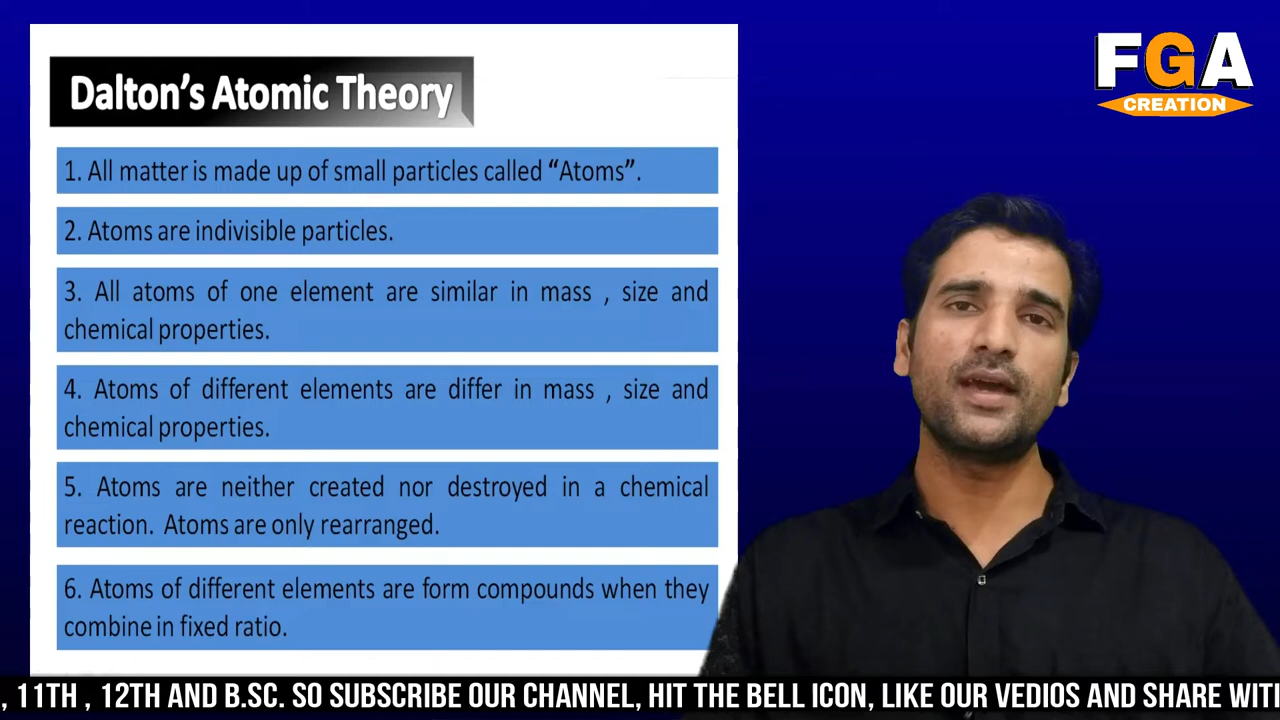 FGA
CREATION
Dalton's Atomic Theory
1. All matter is made up of small particles called “Atoms”.
2. Atoms are indivisible particles.
3. All atoms of one element are similar in mass , size and
chemical properties.
4. Atoms of different elements are differ in mass , size and
chemical properties.
5. Atoms are neither created nor destroyed in a chemical
reaction. Atoms are only rearranged.
6. Atoms of different elements are form compounds when they
combine in fixed ratio.
, 11TH , 12TH AND B.SC. SO SUBSCRIBE OUR CHANNEL, HIT THE BELL ICON, LIKE OUR VEDIOS AND SHARE WIT